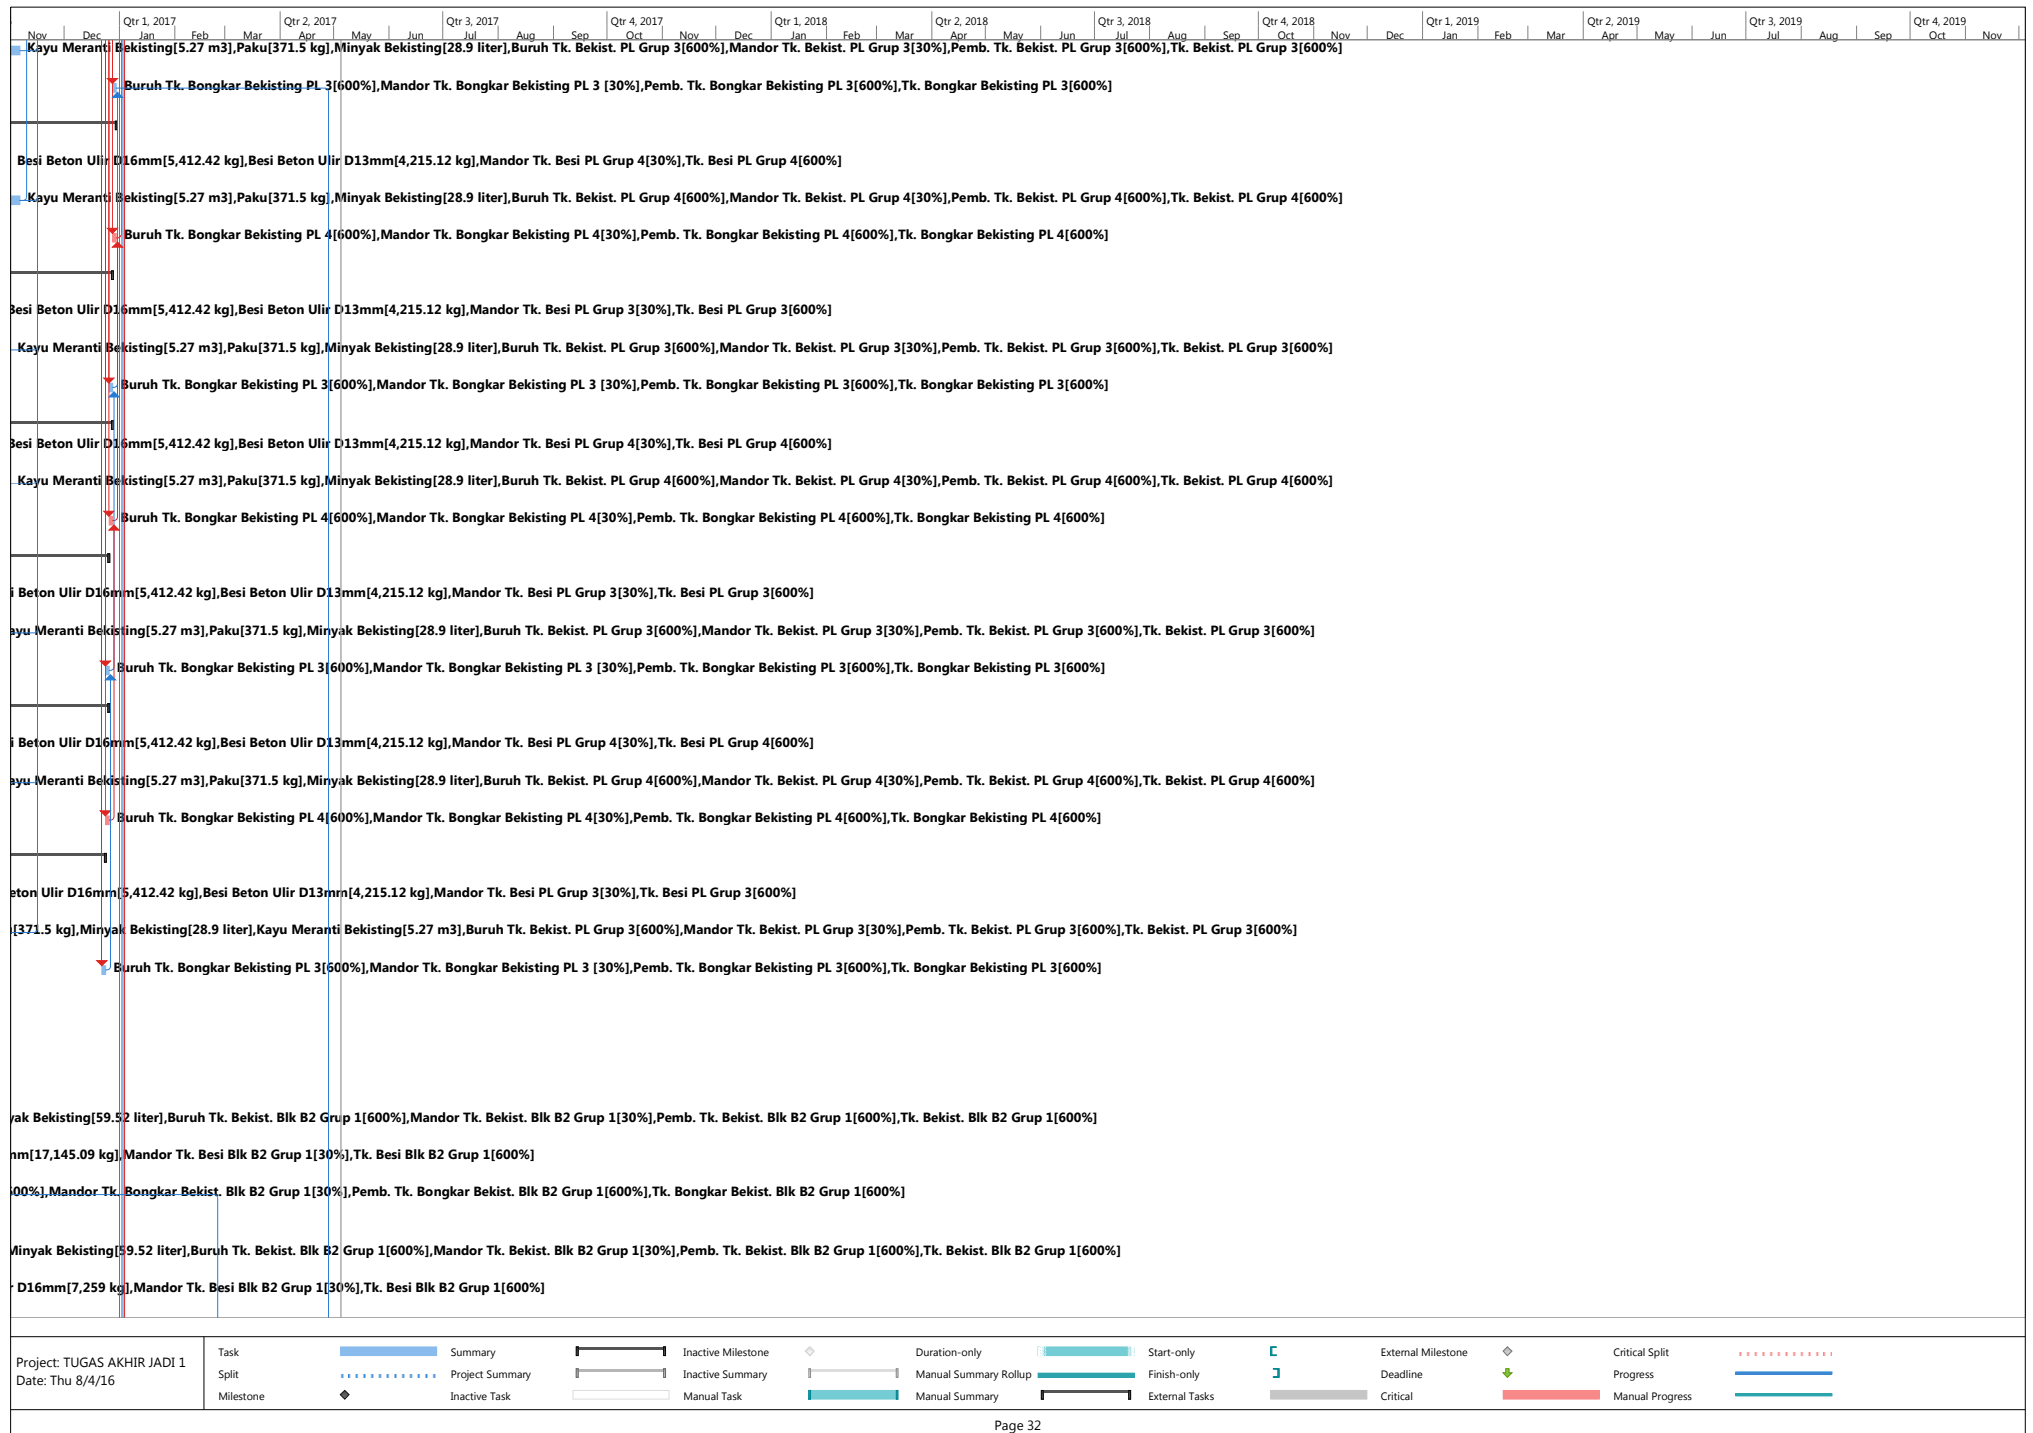 Qtr 1, 2017 Qtr 2, 2017 Qtr 3, 2017 Qtr 4, 2017 Qtr 1, 2018 Qtr 2, 2018 Qtr 3, 2018 Qtr 4, 2018 Qtr 1, 2019 Qtr 2, 2019 Qtr 3, 2019 Qtr 4, 2019
Nov Dec Jan Feb Mar Apr May Jun Jul Aug Sep Oct Nov Dec Jan Feb Mar Apr May Jun Jul Aug Sep Oct Nov Dec Jan Feb Mar Apr May Jun Jul Aug Sep Oct Nov
Kayu Meranti Bekisting[5.27 m3],Paku[371.5 kg],Minyak Bekisting[28.9 liter],Buruh Tk. Bekist. PL Grup 3[600%],Mandor Tk. Bekist. PL Grup 3[30%],Pemb. Tk. Bekist. PL Grup 3[600%],Tk. Bekist. PL Grup 3[600%]
Buruh Tk. Bongkar Bekisting PL 3[600%],Mandor Tk. Bongkar Bekisting PL 3 [30%],Pemb. Tk. Bongkar Bekisting PL 3[600%],Tk. Bongkar Bekisting PL 3[600%]
Besi Beton Ulir D16mm[5,412.42 kg],Besi Beton Ulir D13mm[4,215.12 kg],Mandor Tk. Besi PL Grup 4[30%],Tk. Besi PL Grup 4[600%]
Kayu Meranti Bekisting[5.27 m3],Paku[371.5 kg],Minyak Bekisting[28.9 liter],Buruh Tk. Bekist. PL Grup 4[600%],Mandor Tk. Bekist. PL Grup 4[30%],Pemb. Tk. Bekist. PL Grup 4[600%],Tk. Bekist. PL Grup 4[600%]
Buruh Tk. Bongkar Bekisting PL 4[600%],Mandor Tk. Bongkar Bekisting PL 4[30%],Pemb. Tk. Bongkar Bekisting PL 4[600%],Tk. Bongkar Bekisting PL 4[600%]
Besi Beton Ulir D16mm[5,412.42 kg],Besi Beton Ulir D13mm[4,215.12 kg],Mandor Tk. Besi PL Grup 3[30%],Tk. Besi PL Grup 3[600%]
Kayu Meranti Bekisting[5.27 m3],Paku[371.5 kg],Minyak Bekisting[28.9 liter],Buruh Tk. Bekist. PL Grup 3[600%],Mandor Tk. Bekist. PL Grup 3[30%],Pemb. Tk. Bekist. PL Grup 3[600%],Tk. Bekist. PL Grup 3[600%]
Buruh Tk. Bongkar Bekisting PL 3[600%],Mandor Tk. Bongkar Bekisting PL 3 [30%],Pemb. Tk. Bongkar Bekisting PL 3[600%],Tk. Bongkar Bekisting PL 3[600%]
Besi Beton Ulir D16mm[5,412.42 kg],Besi Beton Ulir D13mm[4,215.12 kg],Mandor Tk. Besi PL Grup 4[30%],Tk. Besi PL Grup 4[600%]
Kayu Meranti Bekisting[5.27 m3],Paku[371.5 kg],Minyak Bekisting[28.9 liter],Buruh Tk. Bekist. PL Grup 4[600%],Mandor Tk. Bekist. PL Grup 4[30%],Pemb. Tk. Bekist. PL Grup 4[600%],Tk. Bekist. PL Grup 4[600%]
Buruh Tk. Bongkar Bekisting PL 4[600%],Mandor Tk. Bongkar Bekisting PL 4[30%],Pemb. Tk. Bongkar Bekisting PL 4[600%],Tk. Bongkar Bekisting PL 4[600%]
i Beton Ulir D16mm[5,412.42 kg],Besi Beton Ulir D13mm[4,215.12 kg],Mandor Tk. Besi PL Grup 3[30%],Tk. Besi PL Grup 3[600%]
ayu Meranti Bekisting[5.27 m3],Paku[371.5 kg],Minyak Bekisting[28.9 liter],Buruh Tk. Bekist. PL Grup 3[600%],Mandor Tk. Bekist. PL Grup 3[30%],Pemb. Tk. Bekist. PL Grup 3[600%],Tk. Bekist. PL Grup 3[600%]
Buruh Tk. Bongkar Bekisting PL 3[600%],Mandor Tk. Bongkar Bekisting PL 3 [30%],Pemb. Tk. Bongkar Bekisting PL 3[600%],Tk. Bongkar Bekisting PL 3[600%]
i Beton Ulir D16mm[5,412.42 kg],Besi Beton Ulir D13mm[4,215.12 kg],Mandor Tk. Besi PL Grup 4[30%],Tk. Besi PL Grup 4[600%]
ayu Meranti Bekisting[5.27 m3],Paku[371.5 kg],Minyak Bekisting[28.9 liter],Buruh Tk. Bekist. PL Grup 4[600%],Mandor Tk. Bekist. PL Grup 4[30%],Pemb. Tk. Bekist. PL Grup 4[600%],Tk. Bekist. PL Grup 4[600%]
Buruh Tk. Bongkar Bekisting PL 4[600%],Mandor Tk. Bongkar Bekisting PL 4[30%],Pemb. Tk. Bongkar Bekisting PL 4[600%],Tk. Bongkar Bekisting PL 4[600%]
eton Ulir D16mm[5,412.42 kg],Besi Beton Ulir D13mm[4,215.12 kg],Mandor Tk. Besi PL Grup 3[30%],Tk. Besi PL Grup 3[600%]
[371.5 kg],Minyak Bekisting[28.9 liter],Kayu Meranti Bekisting[5.27 m3],Buruh Tk. Bekist. PL Grup 3[600%],Mandor Tk. Bekist. PL Grup 3[30%],Pemb. Tk. Bekist. PL Grup 3[600%],Tk. Bekist. PL Grup 3[600%]
Buruh Tk. Bongkar Bekisting PL 3[600%],Mandor Tk. Bongkar Bekisting PL 3 [30%],Pemb. Tk. Bongkar Bekisting PL 3[600%],Tk. Bongkar Bekisting PL 3[600%]
yak Bekisting[59.52 liter],Buruh Tk. Bekist. Blk B2 Grup 1[600%],Mandor Tk. Bekist. Blk B2 Grup 1[30%],Pemb. Tk. Bekist. Blk B2 Grup 1[600%],Tk. Bekist. Blk B2 Grup 1[600%]
mm[17,145.09 kg],Mandor Tk. Besi Blk B2 Grup 1[30%],Tk. Besi Blk B2 Grup 1[600%]
600%],Mandor Tk. Bongkar Bekist. Blk B2 Grup 1[30%],Pemb. Tk. Bongkar Bekist. Blk B2 Grup 1[600%],Tk. Bongkar Bekist. Blk B2 Grup 1[600%]
Minyak Bekisting[59.52 liter],Buruh Tk. Bekist. Blk B2 Grup 1[600%],Mandor Tk. Bekist. Blk B2 Grup 1[30%],Pemb. Tk. Bekist. Blk B2 Grup 1[600%],Tk. Bekist. Blk B2 Grup 1[600%]
r D16mm[7,259 kg],Mandor Tk. Besi Blk B2 Grup 1[30%],Tk. Besi Blk B2 Grup 1[600%]
Project: TUGAS AKHIR JADI 1
Date: Thu 8/4/16
Task Summary Inactive Milestone Duration-only Start-only External Milestone Critical Split
Split Project Summary Inactive Summary Manual Summary Rollup Finish-only Deadline Progress
Milestone Inactive Task Manual Task Manual Summary External Tasks Critical Manual Progress
Page 32